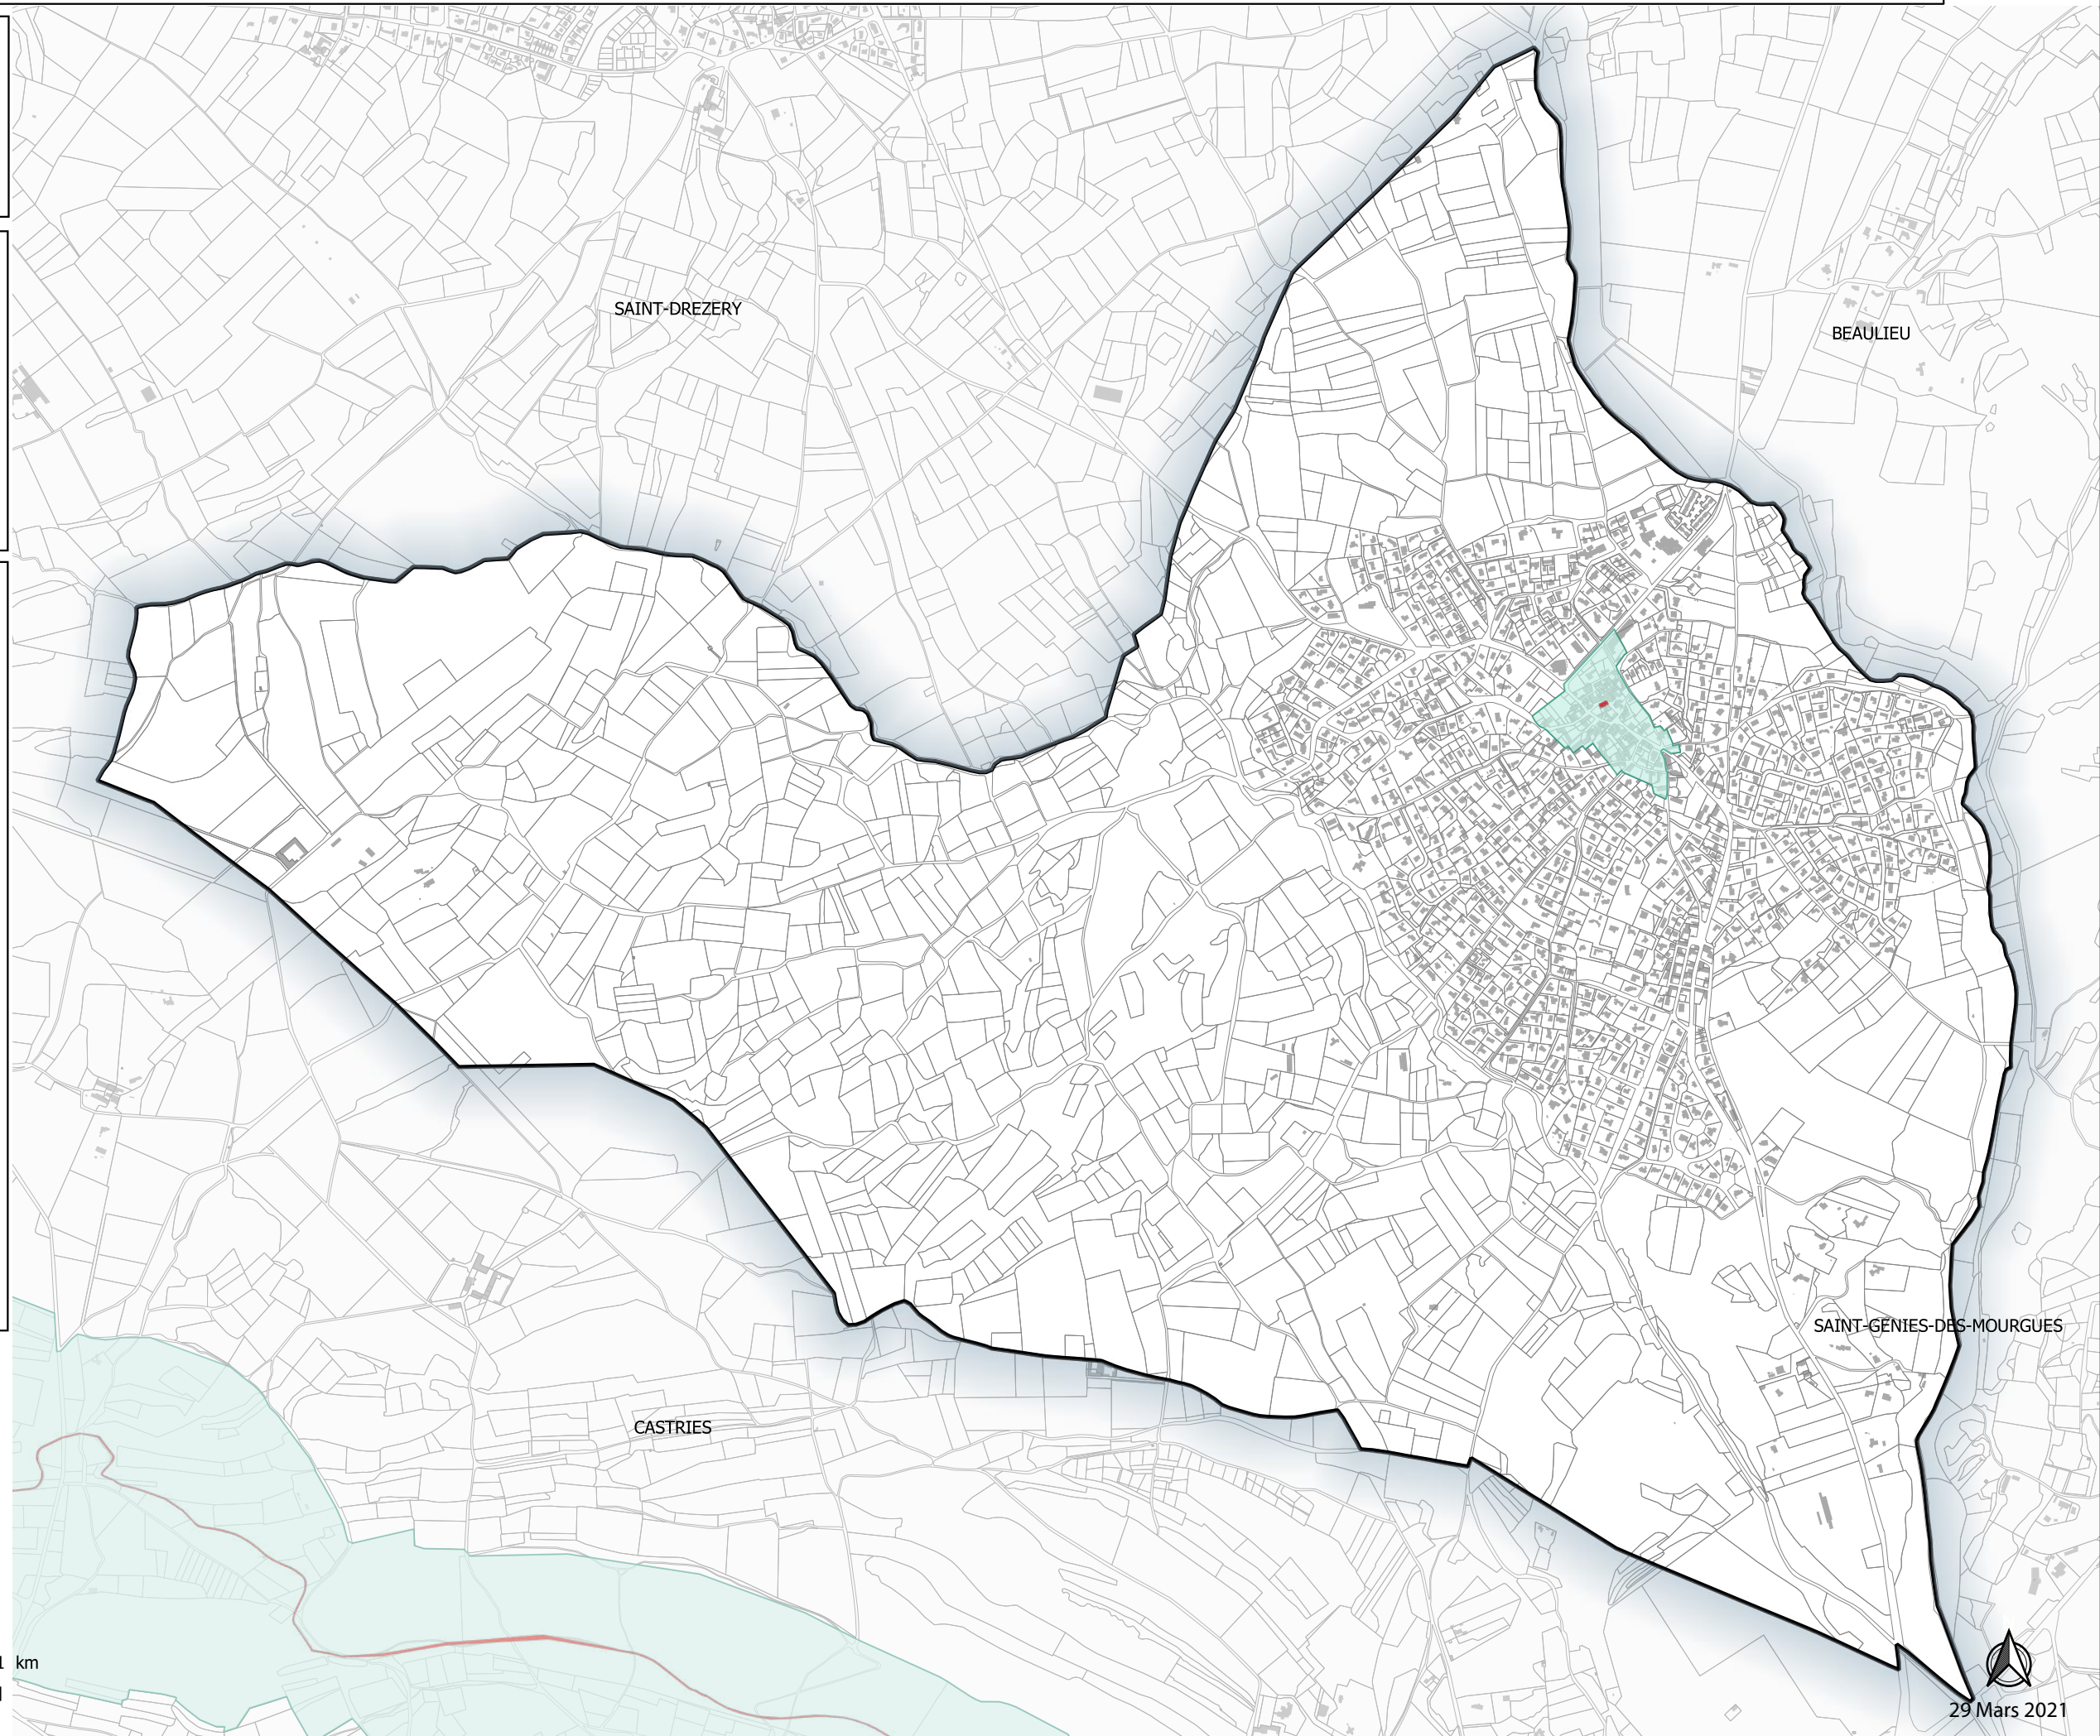 SAINT-DREZERY
BEAULIEU
SAINT-GENIES-DES-MOURGUES
CASTRIES
km
29 Mars 2021